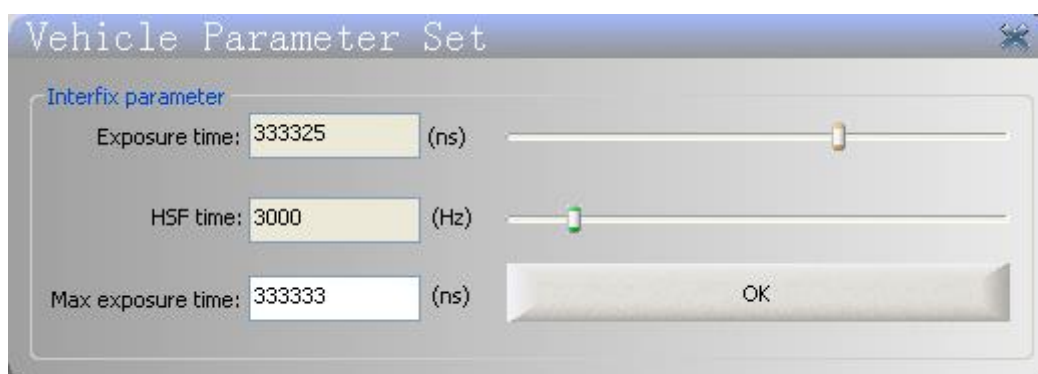 Vehicle Parameter Set
Interfix parameter
Exposure time: 333325 (ns)
HSF time: 3000 (Hz)
Max exposure time: 333333 (ns) OK